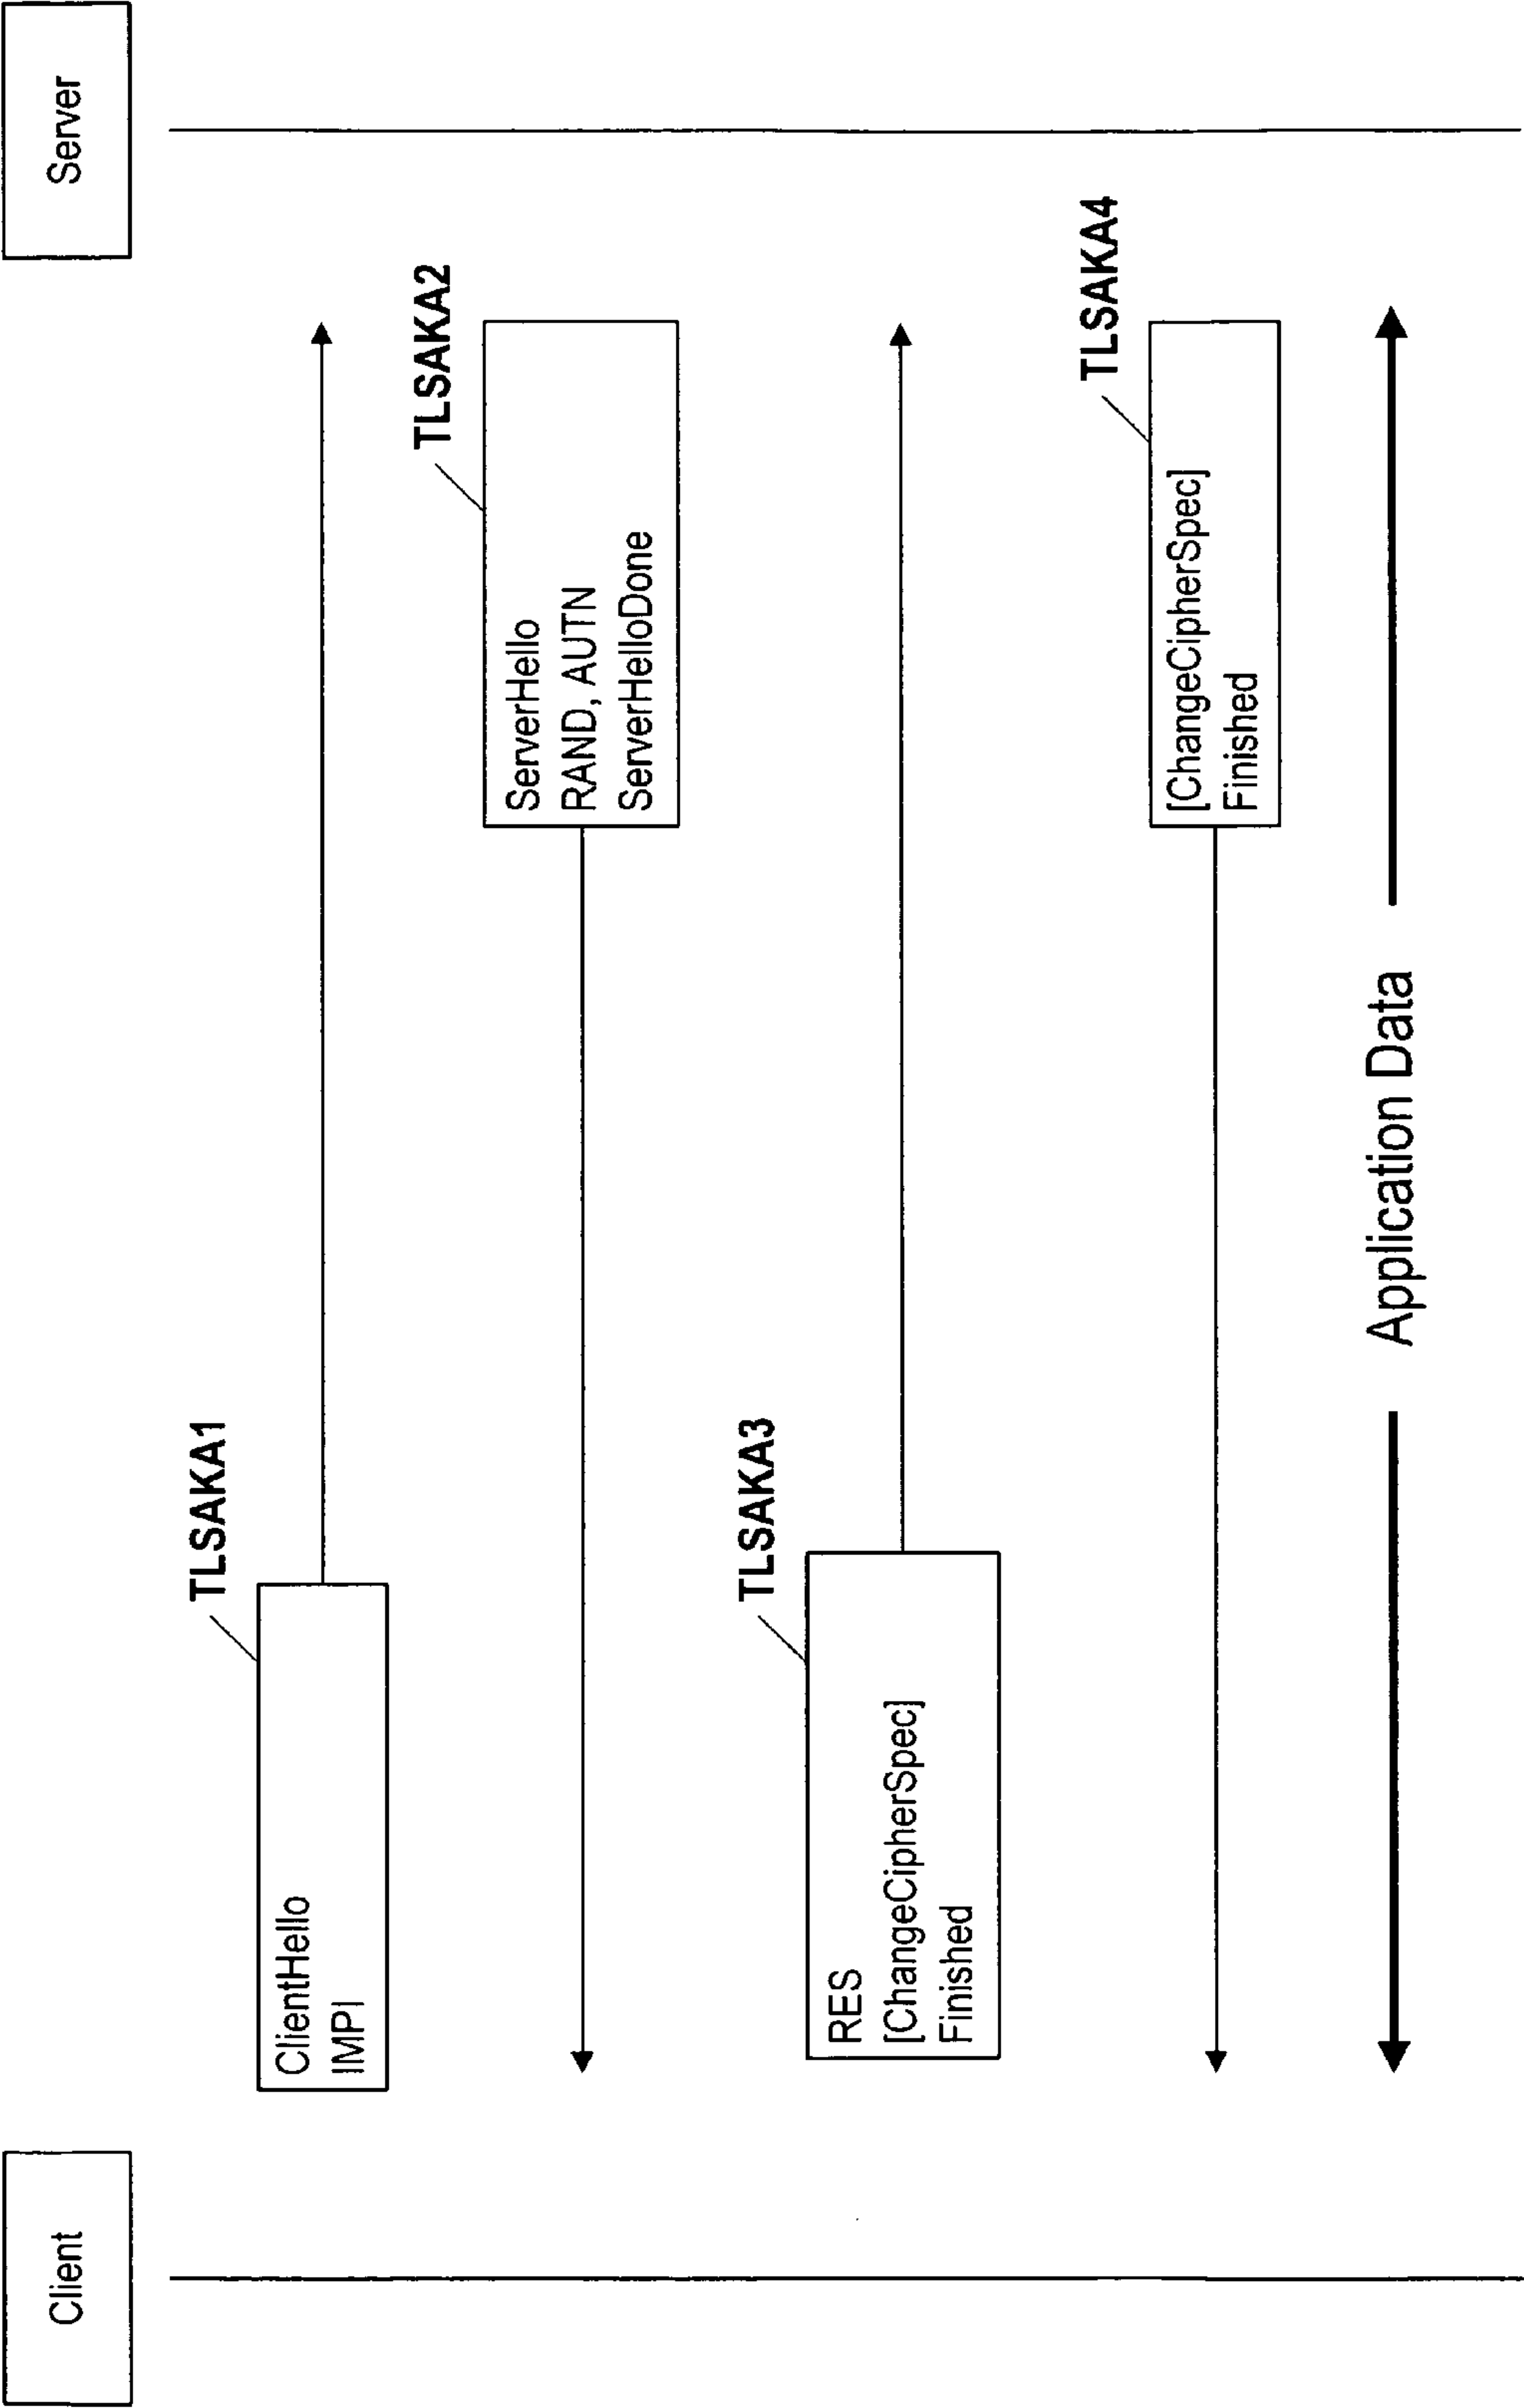 Client
Server
TLSAKA1
ClientHello
IMPI
TLSAKA2
ServerHello
RAND, AUTN
ServerHelloDone
TLSAKA3
RES
[ChangeCipherSpec]
Finished
TLSAKA4
[ChangeCipherSpec]
Finished
Application Data